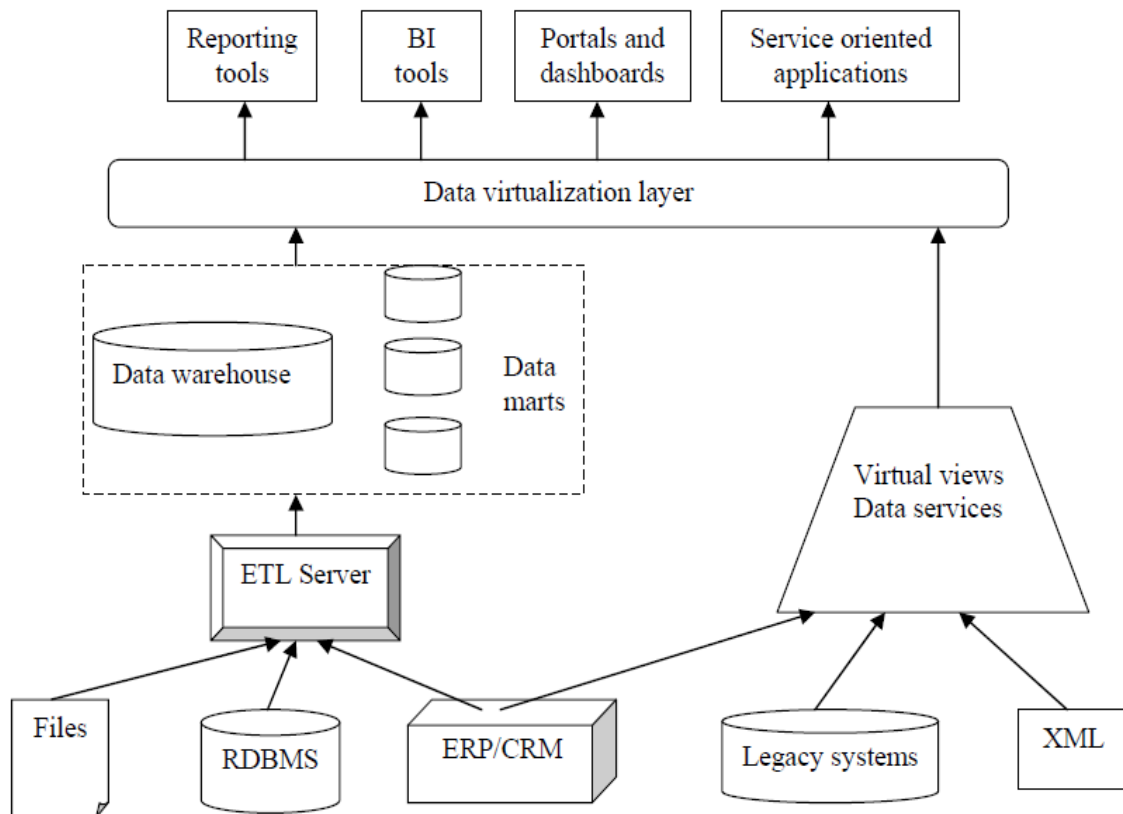 Reporting
tools
BI
tools
Portals and
dashboards
Service oriented
applications
Data virtualization layer
Data warehouse
Data
marts
Virtual views
Data services
ETL Server
Files
RDBMS
ERP/CRM
Legacy systems
XML